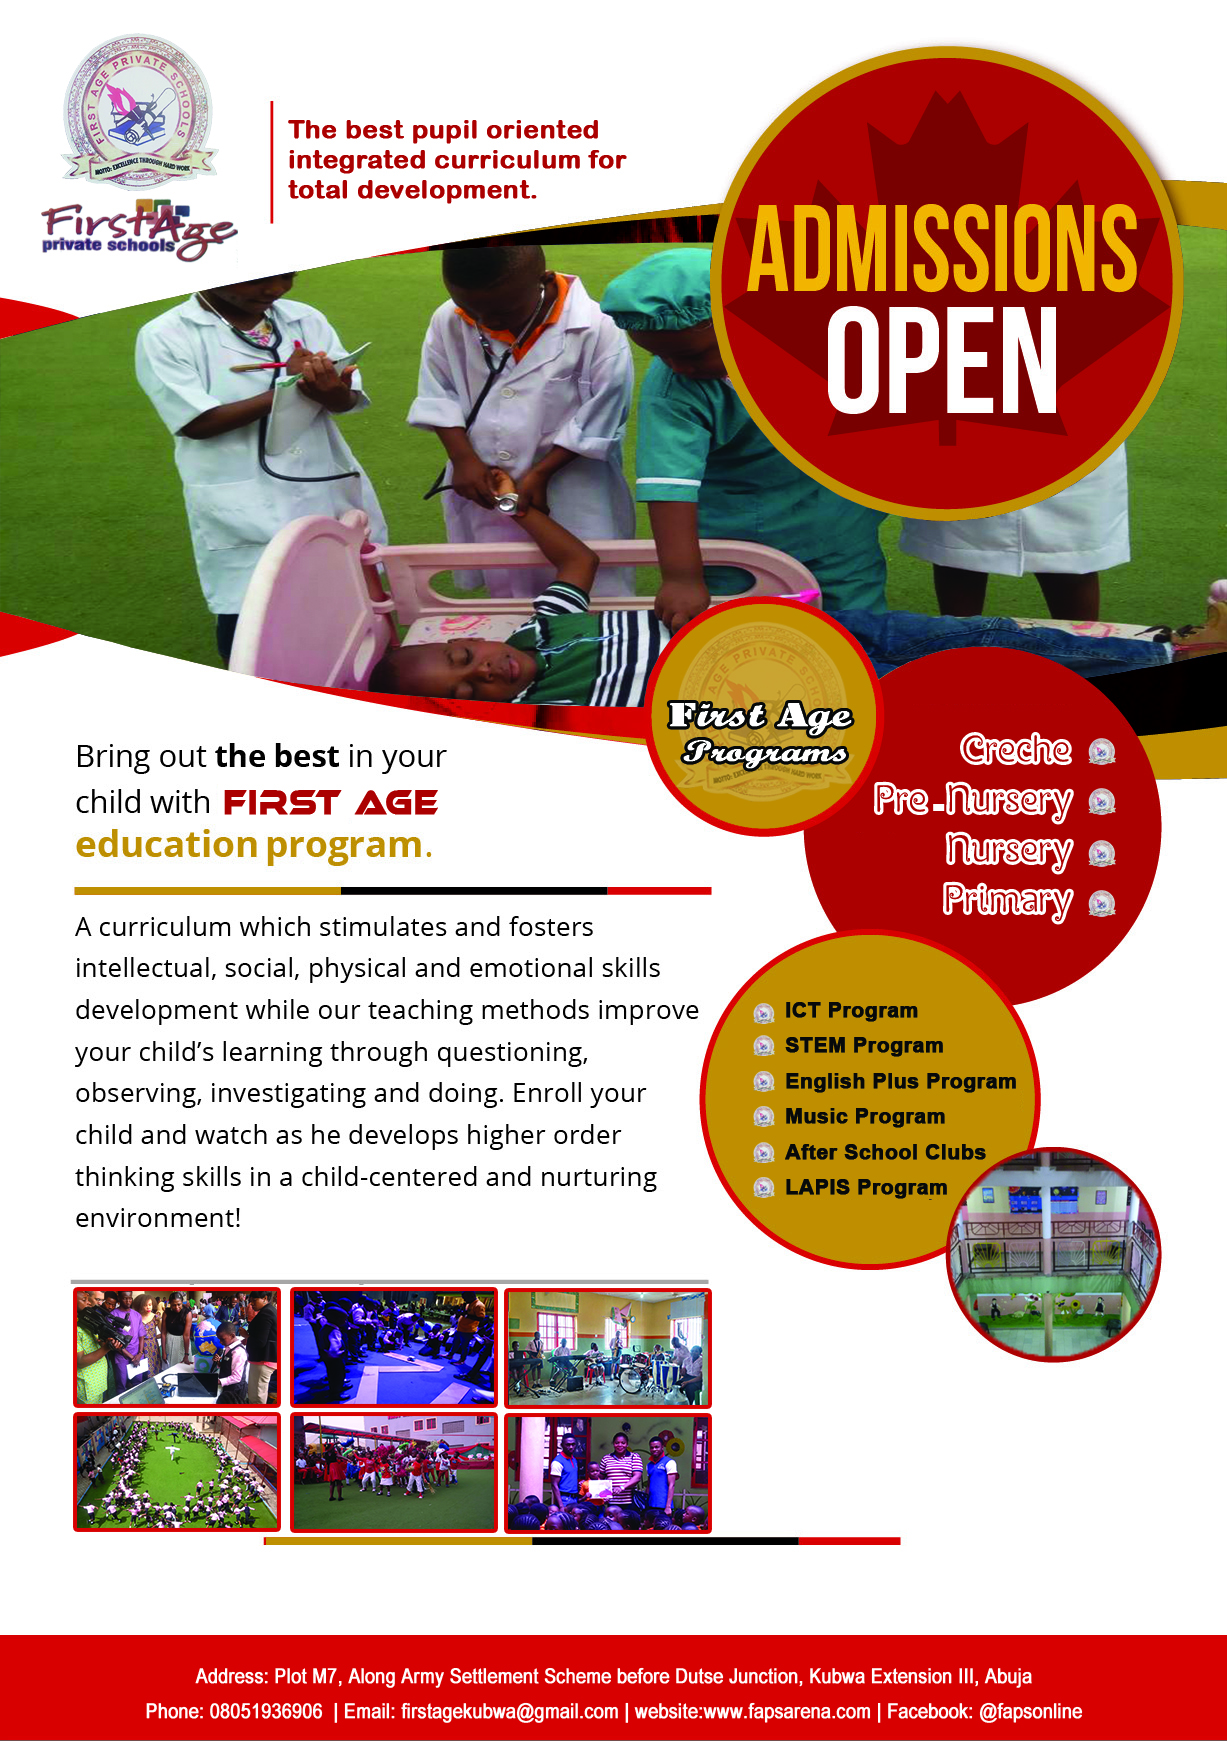 FIRST AGE PRIVATE SCHOOLS
MOTTO: EXCELLENCE THROUGH HARD WORK
FirstAge
private schools
The best pupil oriented
integrated curriculum for
total development.
ADMISSIONS
OPEN
First Age
Programs
Creche
Pre-Nursery
Nursery
Primary
Bring out the best in your
child with FIRST AGE
education program.
A curriculum which stimulates and fosters
intellectual, social, physical and emotional skills
development while our teaching methods improve
your child’s learning through questioning,
observing, investigating and doing. Enroll your
child and watch as he develops higher order
thinking skills in a child-centered and nurturing
environment!
ICT Program
STEM Program
English Plus Program
Music Program
After School Clubs
LAPIS Program
Address: Plot M7, Along Army Settlement Scheme before Dutse Junction, Kubwa Extension III, Abuja
Phone: 08051936906 | Email: firstagekubwa@gmail.com | website:www.fapsarena.com | Facebook: @fapsonline